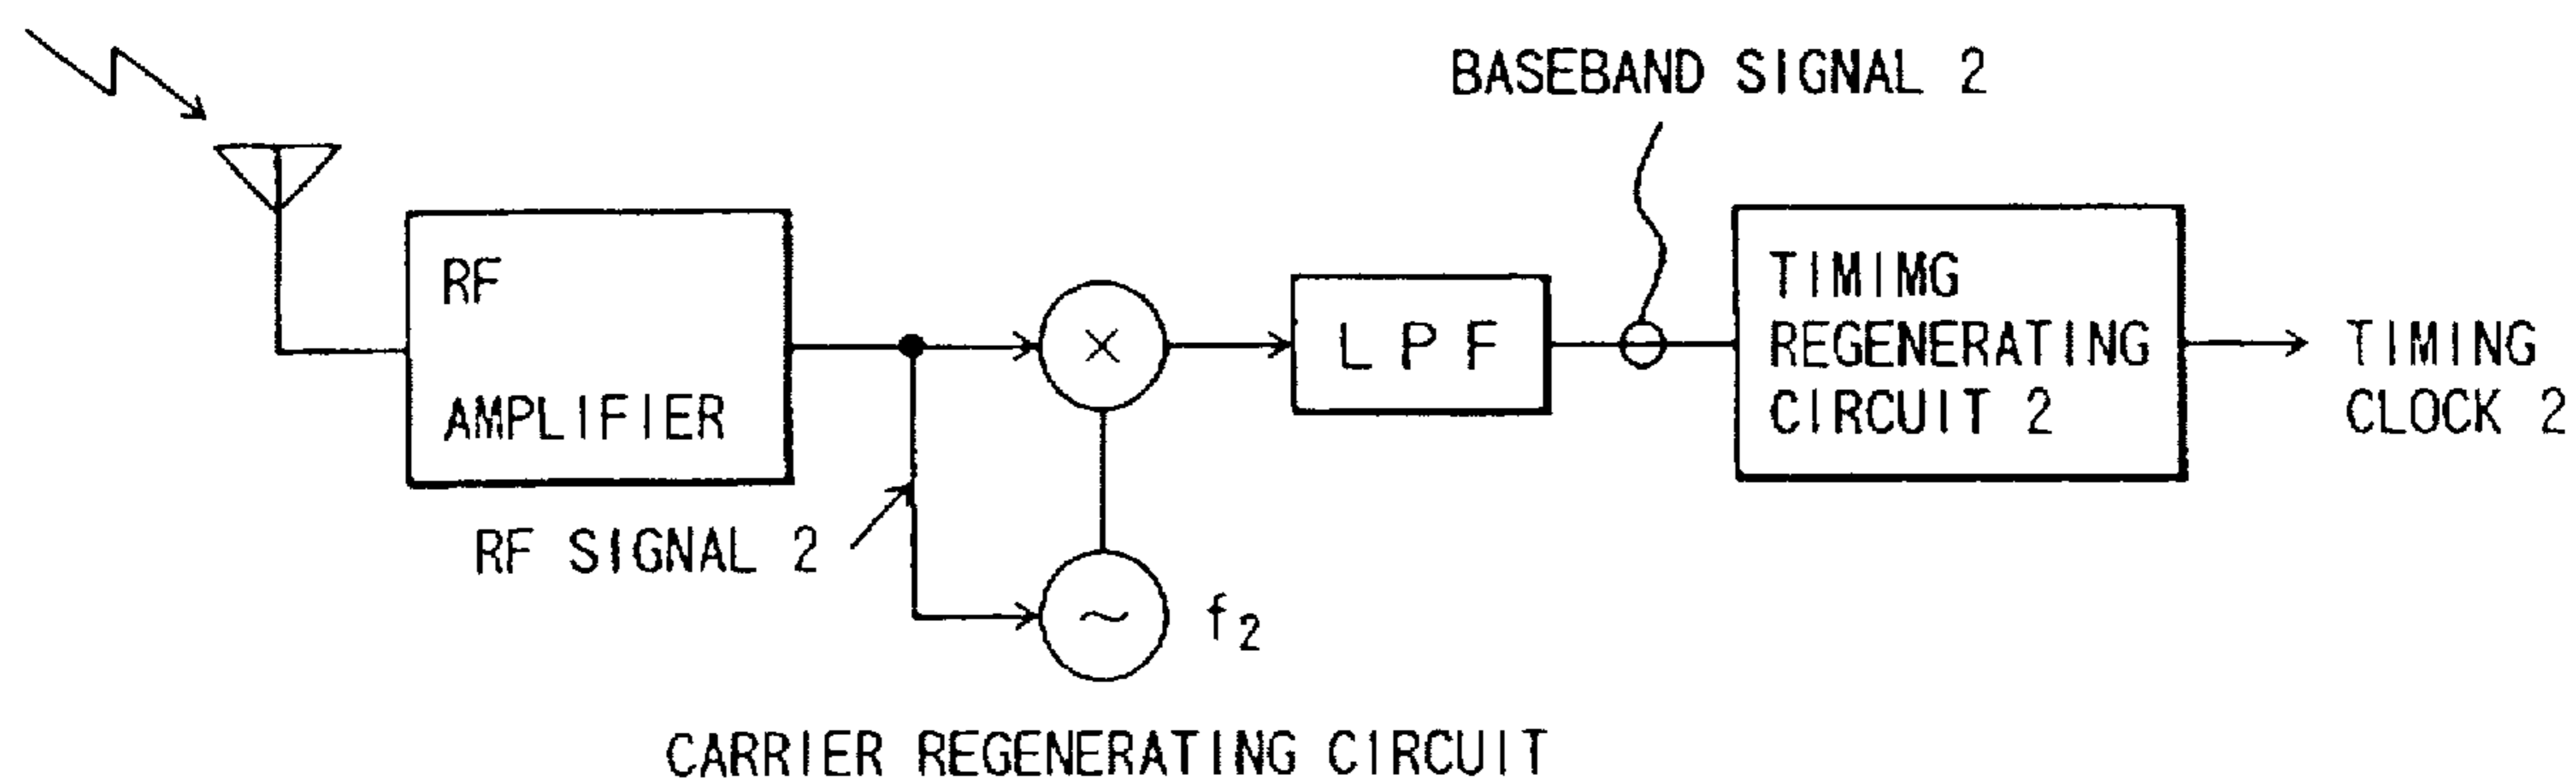 BASEBAND SIGNAL 2
RF
AMPLIFIER
×
LPF
TIMIMG
REGENERATING
CIRCUIT 2
TIMING
CLOCK 2
RF SIGNAL 2
~
f2
CARRIER REGENERATING CIRCUIT